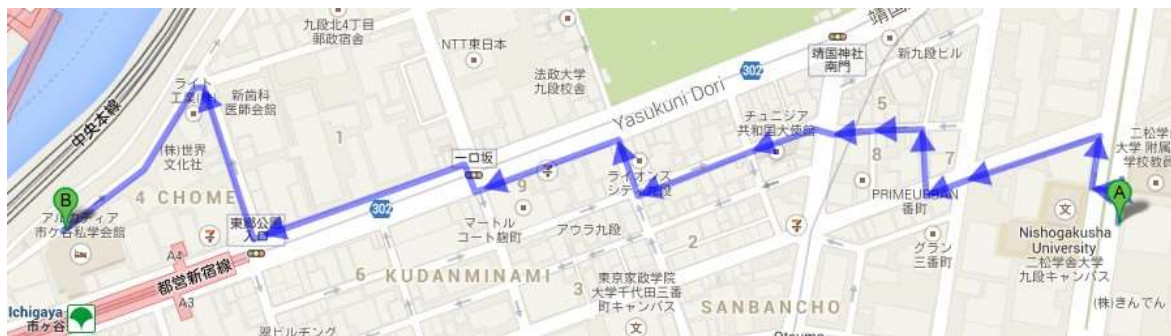 九段北4丁目
郵政宿舎
NTT東日本
302
靖国神社
南門
新九段ビル
靖国
中央本線
ライト
新歯科
医師会館
法政大学
九段校舎
Yasukuni Dori
チュニジア
共和国大使館
5
1
8
7
二松学
大学 附属
学校教員
(株)世界
文化社
一口坂
9
ライオンズ
4 CHOME
B
A
PRIMEURBAN
番町
アルカディア
市ケ谷私学会館
東郷公園
入口
302
マートル
コート麹町
アウラ九段
2
文
Nishogakusha
University
二松学舎大学
九段キャンパス
グラン
三番町
A4
都営新宿線
6
KUDANMINAMI
東京家政学院
大学千代田三番
町キャンパス
3
SANBANCHO
A3
(株)きんでん
Ichigaya
市ヶ谷
翠ビルヂング
文